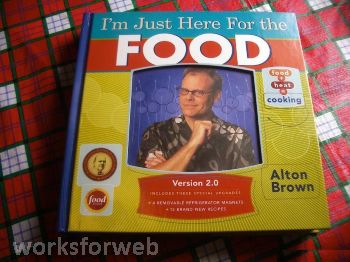 I'm Just Here For the
FOOD
food +
heat =
cooking
Version 2.0
INCLUDES THESE SPECIAL UPGRADES
4 REMOVABLE REFRIGERATOR MAGNETS
15 BRAND NEW RECIPES
Alton
Brown
food
worksforweb